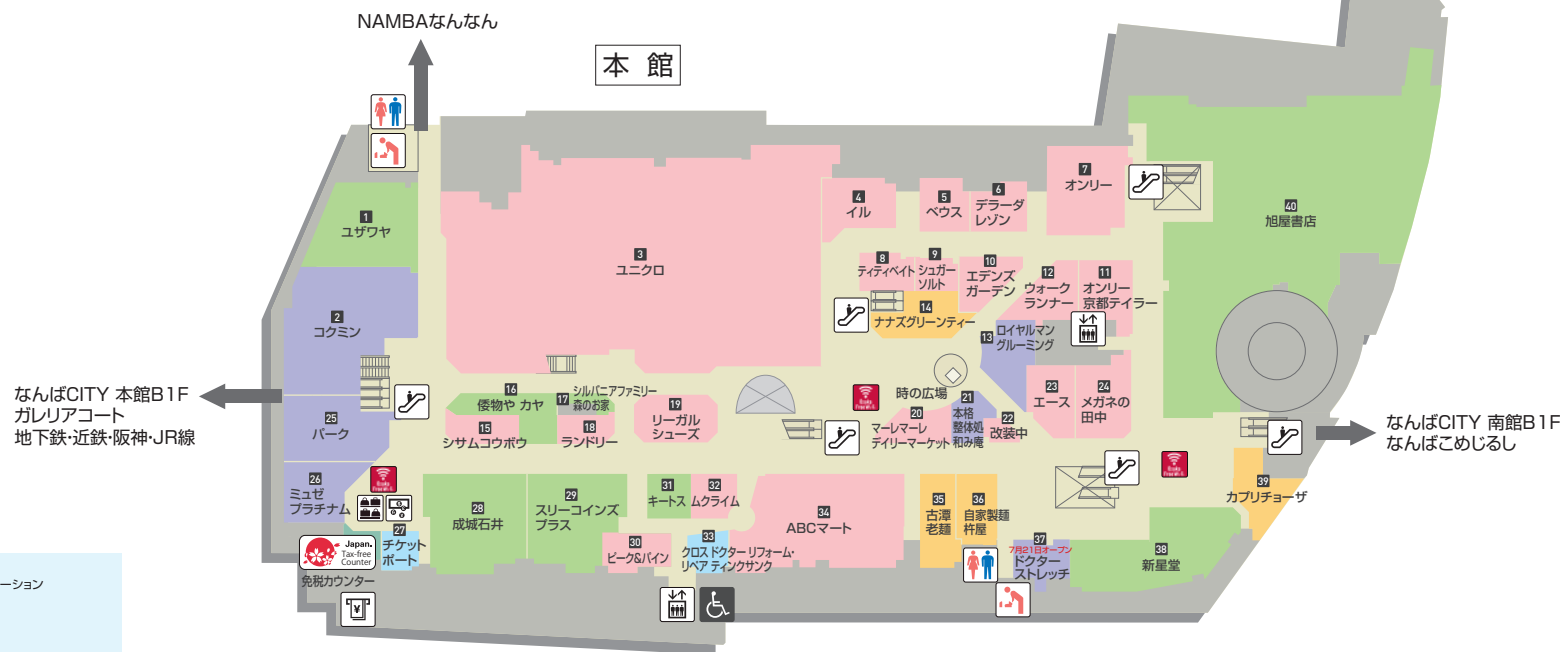 NAMBAなんなん
本館
1
ユザワヤ
2
コクミン
3
ユニクロ
4
イル
5
ベウス
6
デラーダ
レゾン
7
オンリー
40
旭屋書店
8
ティティベイト
9
シュガー
ソルト
10
エデンズ
ガーデン
12
ウォーク
ランナー
11
オンリー
京都テイラー
14
ナナズグリーンティー
13
ロイヤルマン
グルーミング
なんばCITY 本館B1F
ガレリアコート
地下鉄・近鉄・阪神・JR線
25
パーク
26
ミュゼ
プラチナム
16
倭物や カヤ
17
シルバニアファミリー
森のお家
15
シサムコウボウ
18
ランドリー
19
リーガル
シューズ
時の広場
20
マーレマーレ
デイリーマーケット
21
本格
整体処
和み庵
22
改装中
23
エース
24
メガネの
田中
なんばCITY 南館B1F
なんばこめじるし
27
チケット
ポート
28
成城石井
29
スリーコインズ
プラス
31
キートス
32
ムクライム
30
ピーク&パイン
33
クロス ドクター リフォーム・
リペア ティンクサンク
34
ABCマート
35
古潭
老麺
36
自家製麺
杵屋
37
7月21日オープン
ドクター
ストレッチ
38
新星堂
39
カプリチョーザ
Japan.
Tax-free
Counter
免税カウンター
¥
ーション